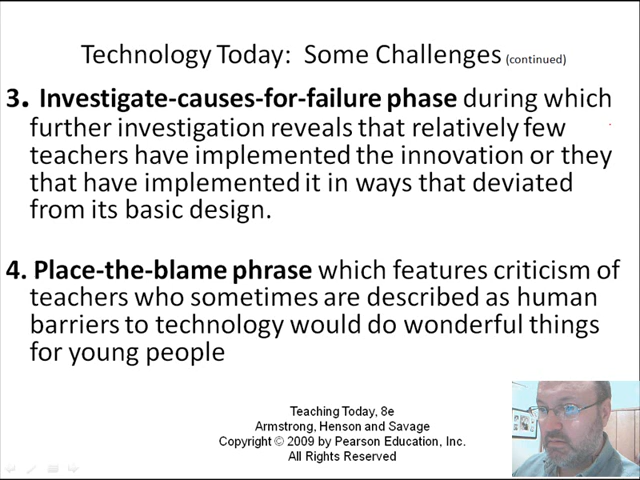 Technology Today: Some Challenges (continued)
3. Investigate-causes-for-failure phase during which
further investigation reveals that relatively few
teachers have implemented the innovation or they
that have implemented it in ways that deviated
from its basic design.
4. Place-the-blame phrase which features criticism of
teachers who sometimes are described as human
barriers to technology would do wonderful things
for young people
Teaching Today, 8e
Armstrong, Henson and Savage
Copyright © 2009 by Pearson Education, Inc.
All Rights Reserved